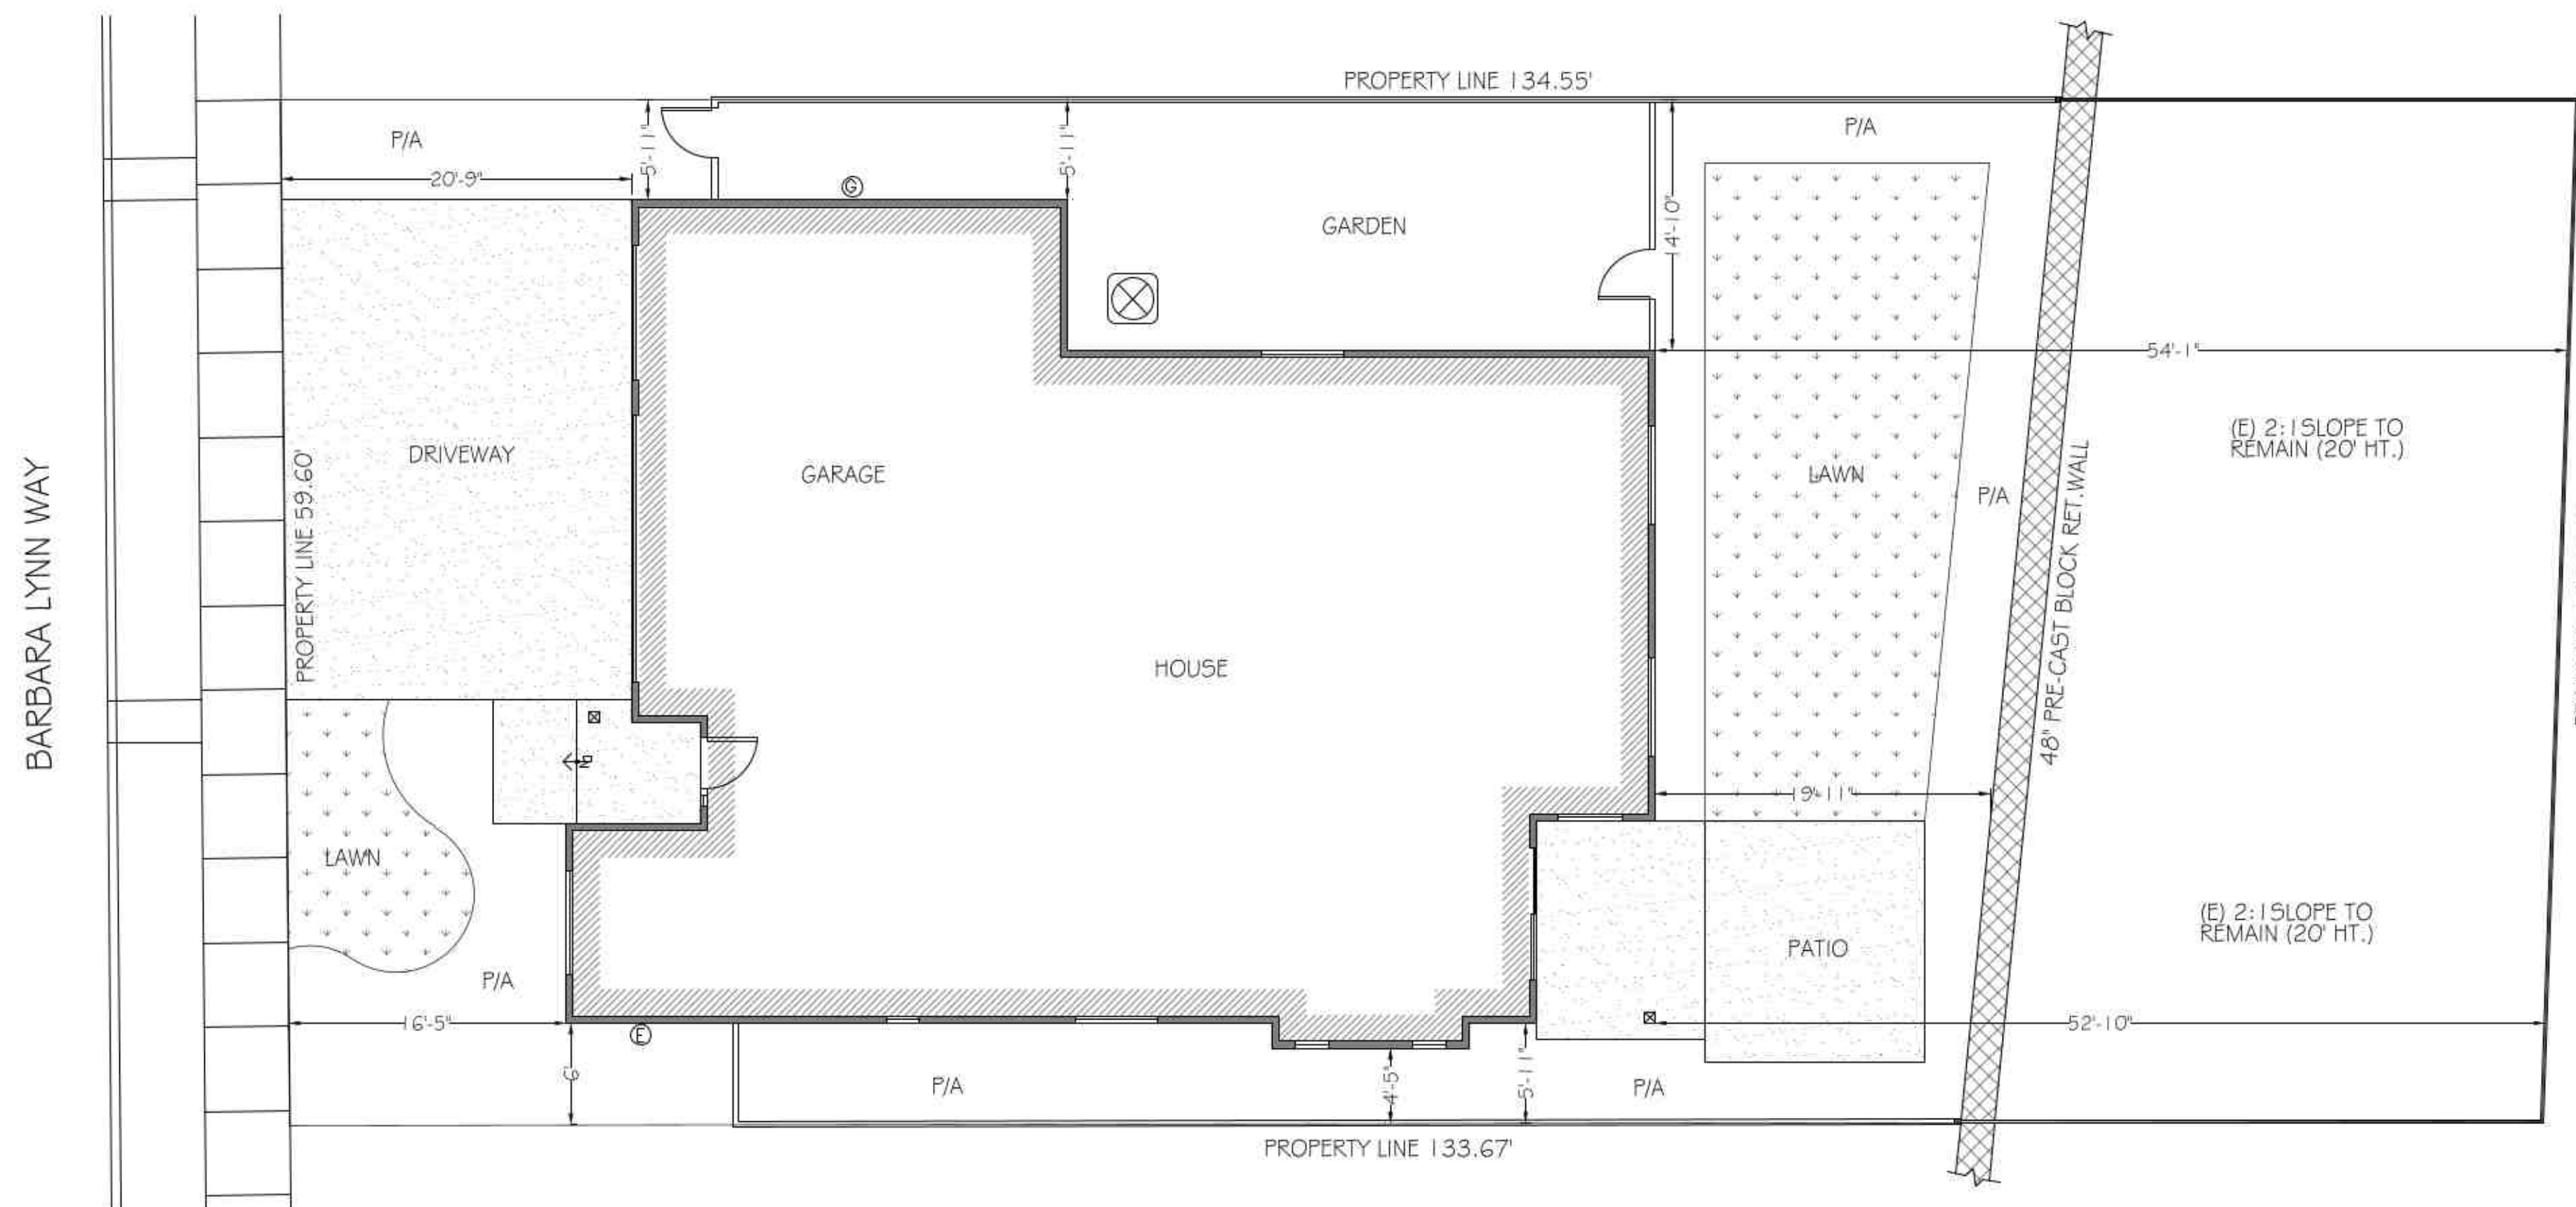 PROPERTY LINE 134.55'
P/A
P/A
5'-11"
5'-11"
20'-9"
G
GARDEN
14'-10"
54'-1"
(E) 2:1 SLOPE TO
REMAIN (20' HT.)
DRIVEWAY
GARAGE
LAWN
P/A
PROPERTY LINE 59.60'
BARBARA LYNN WAY
48" PRE-CAST BLOCK RET.WALL
HOUSE
19'-11"
LAWN
(E) 2:1 SLOPE TO
REMAIN (20' HT.)
PATIO
P/A
16'-5"
E
52'-10"
6'
P/A
4'-5"
5'-11"
P/A
PROPERTY LINE 133.67'